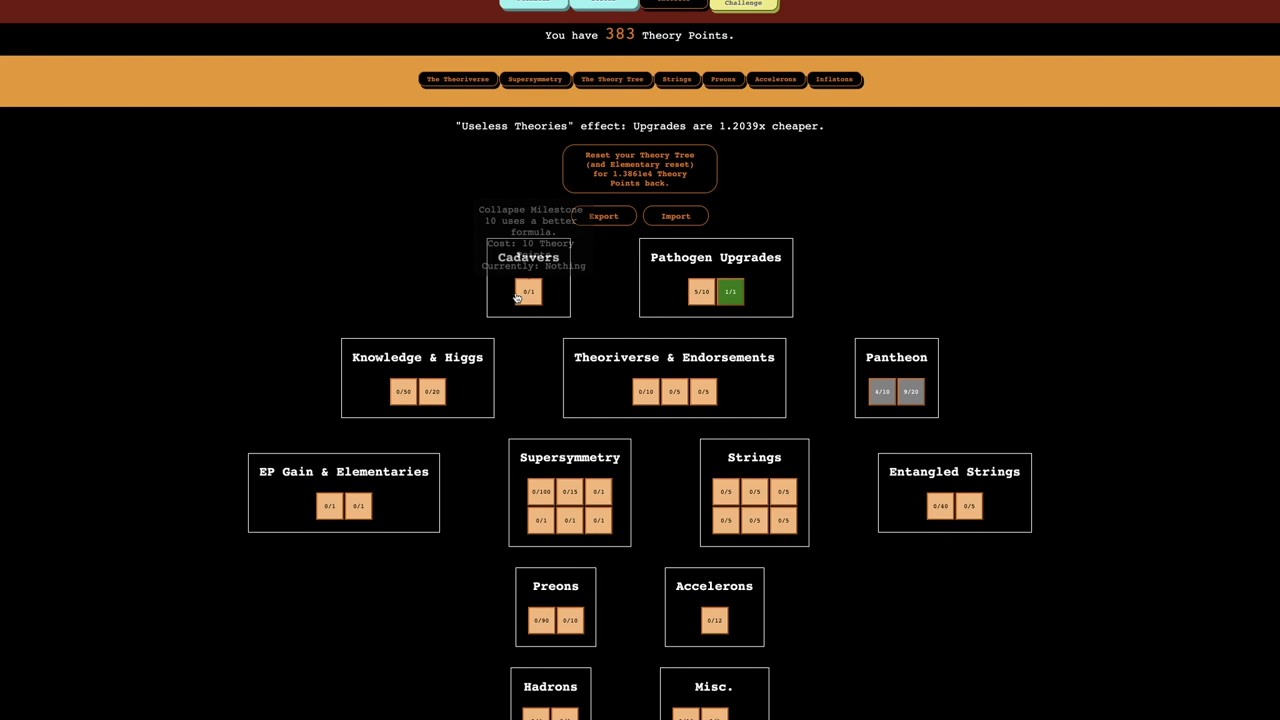 Challenge
You have 383 Theory Points.
The Theoriverse Supersymmetry The Theory Tree Strings Preons Accelerons Inflatons
"Useless Theories" effect: Upgrades are 1.2039x cheaper.
Reset your Theory Tree
(and Elementary reset)
for 1.3861e4 Theory
Points back.
Export Import
Collapse Milestone
10 uses a better
formula.
Cost: 10 Theory
Currently: Nothing
Cadavers
0/1
Pathogen Upgrades
5/10 1/1
Knowledge & Higgs
0/50 0/20
Theoriverse & Endorsements
0/10 0/5 0/5
Pantheon
4/10 9/20
EP Gain & Elementaries
0/1 0/1
Supersymmetry
0/100 0/15 0/1
0/1 0/1 0/1
Strings
0/5 0/5 0/5
0/5 0/5 0/5
Entangled Strings
0/40 0/5
Preons
0/90 0/10
Accelerons
0/12
Hadrons
Misc.